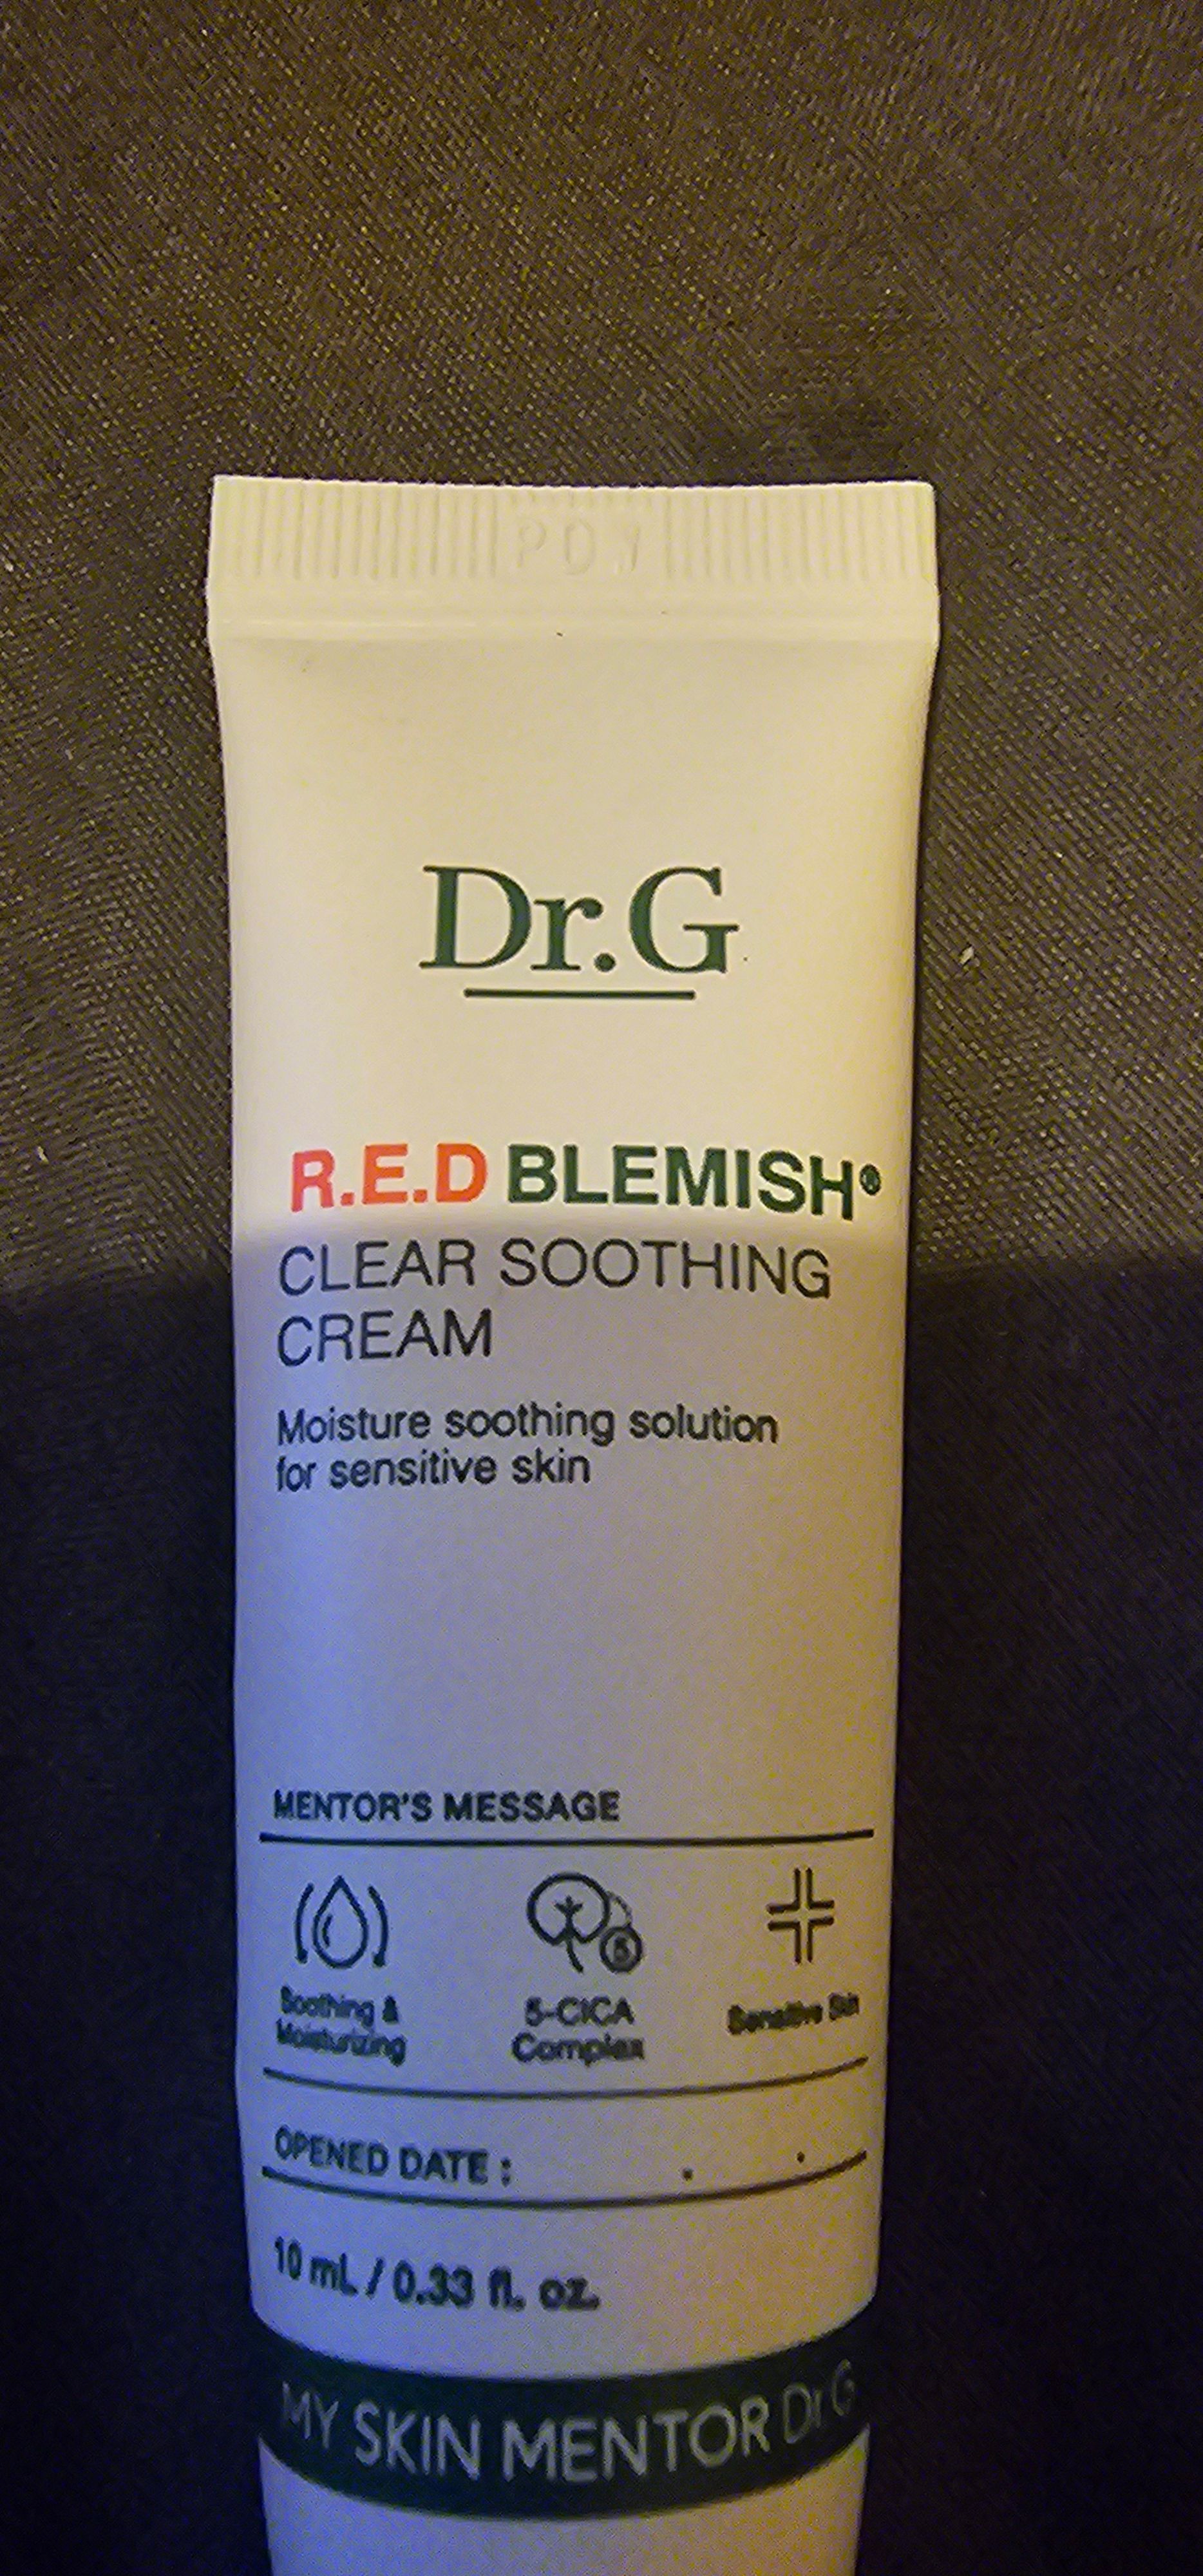 Dr.G
R.E.D BLEMISH®
CLEAR SOOTHING
CREAM
Moisture soothing solution
for sensitive skin
MENTOR'S MESSAGE
Soothing &
Moisturizing
5
5-CICA
Complex
Sensitive Skin
OPENED DATE : . .
10 mL / 0.33 fl. oz.
MY SKIN MENTOR Dr.G